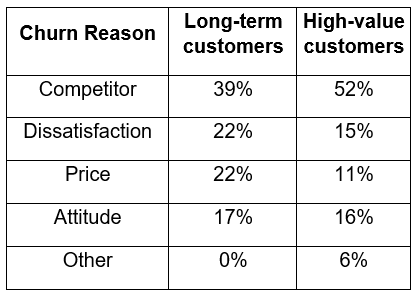 Churn Reason Long-term customers High-value customers
Competitor 39% 52%
Dissatisfaction 22% 15%
Price 22% 11%
Attitude 17% 16%
Other 0% 6%